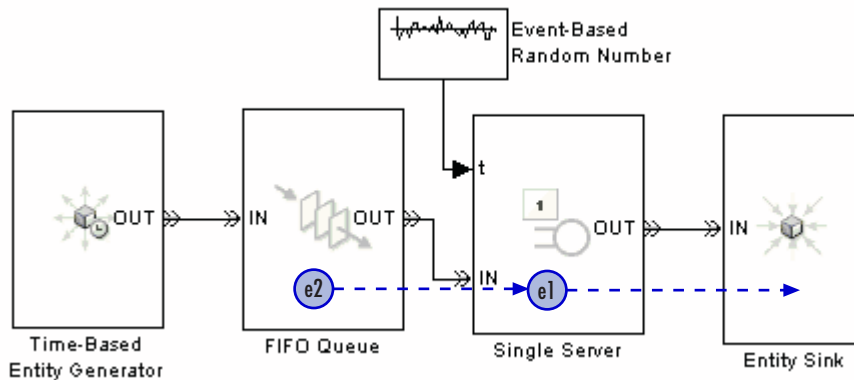 Event-Based
Random Number
t
1
OUT
IN
OUT
OUT
IN
IN
e2
e1
Time-Based
Entity Generator
FIFO Queue
Single Server
Entity Sink